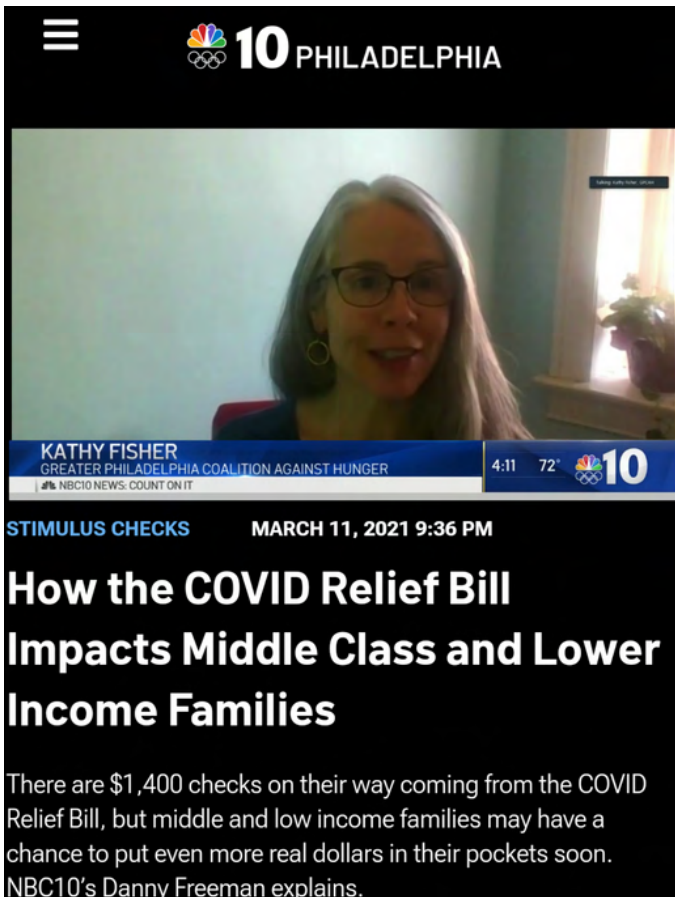 10 PHILADELPHIA
KATHY FISHER
GREATER PHILADELPHIA COALITION AGAINST HUNGER
NBC10 NEWS: COUNT ON IT
4:11 72° 10
STIMULUS CHECKS MARCH 11, 2021 9:36 PM
How the COVID Relief Bill
Impacts Middle Class and Lower
Income Families
There are $1,400 checks on their way coming from the COVID
Relief Bill, but middle and low income families may have a
chance to put even more real dollars in their pockets soon.
NBC10's Danny Freeman explains.